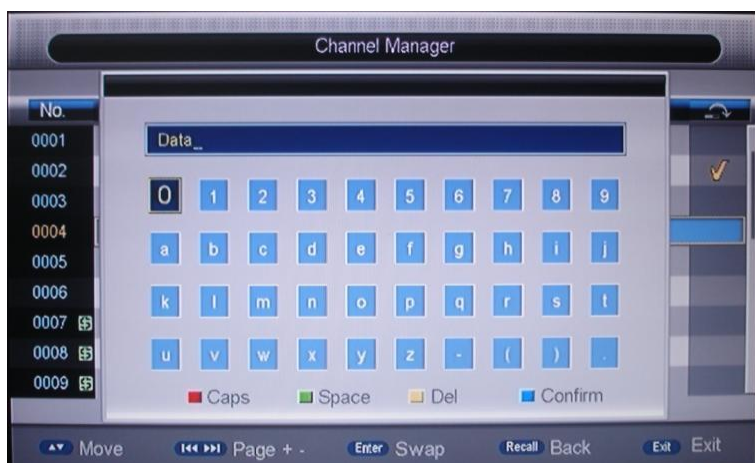 Channel Manager
No.
0001
0002
0003
0004
0005
0006
0007
0008
0009
Data_
0 1 2 3 4 5 6 7 8 9
a b c d e f g h i j
k l m n o p q r s t
u v w x y z - ( ) .
Caps Space Del Confirm
Move Page + - Enter Swap Recall Back Exit Exit